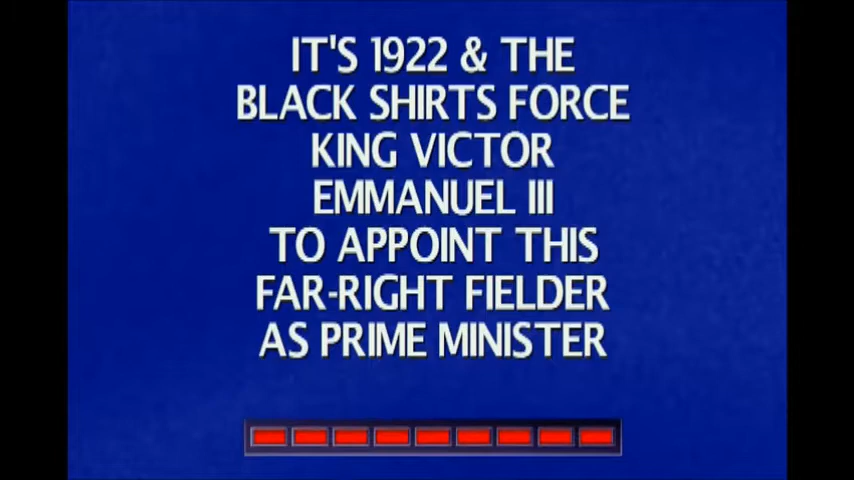 IT'S 1922 & THE
BLACK SHIRTS FORCE
KING VICTOR
EMMANUEL III
TO APPOINT THIS
FAR-RIGHT FIELDER
AS PRIME MINISTER